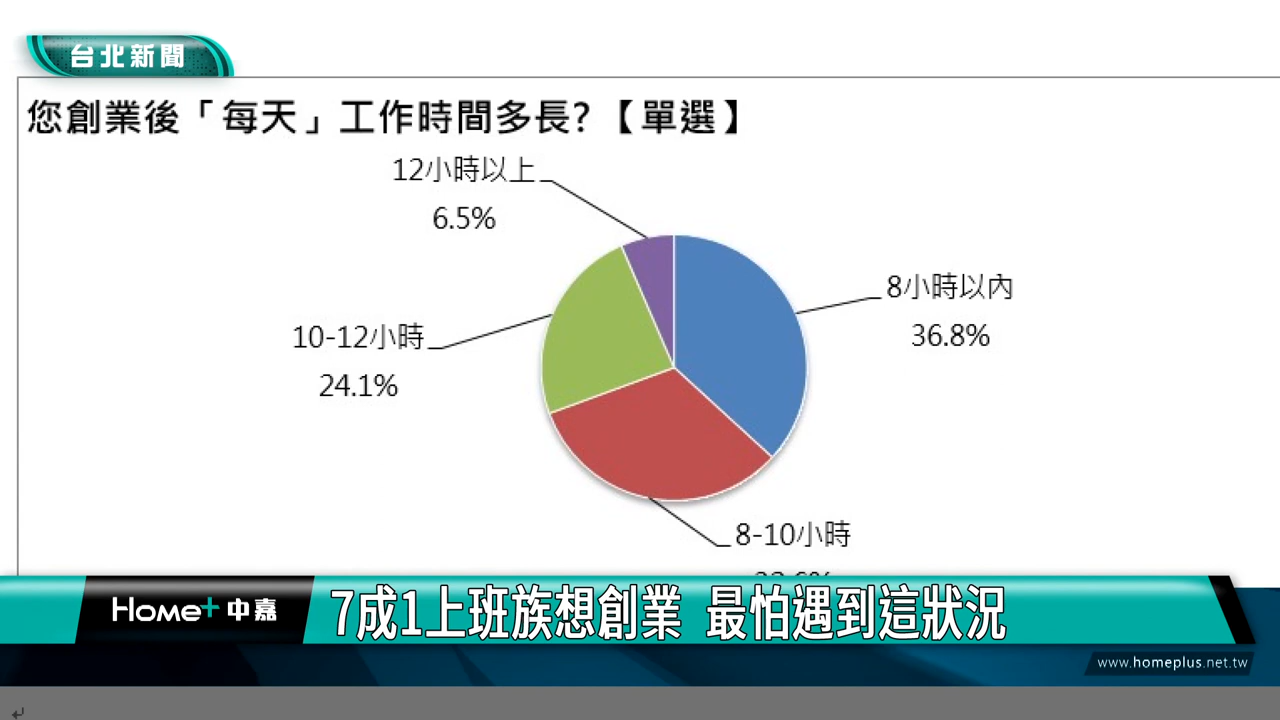 台北新聞
您創業後「每天」工作時間多長?【單選】
12小時以上
6.5%
8小時以內
36.8%
10-12小時
24.1%
8-10小時
Home+中嘉
7成1上班族想創業 最怕遇到這狀況
www.homeplus.net.tw